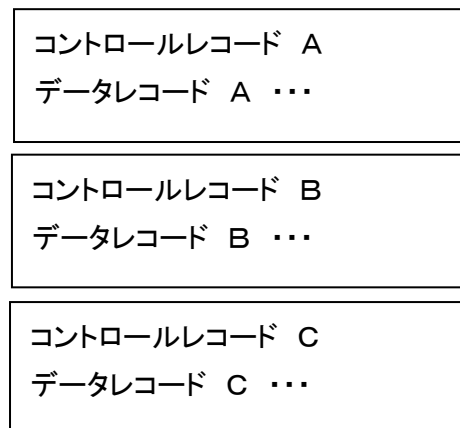 コントロールレコード A
データレコード A ・・・
コントロールレコード B
データレコード B ・・・
コントロールレコード C
データレコード C ・・・